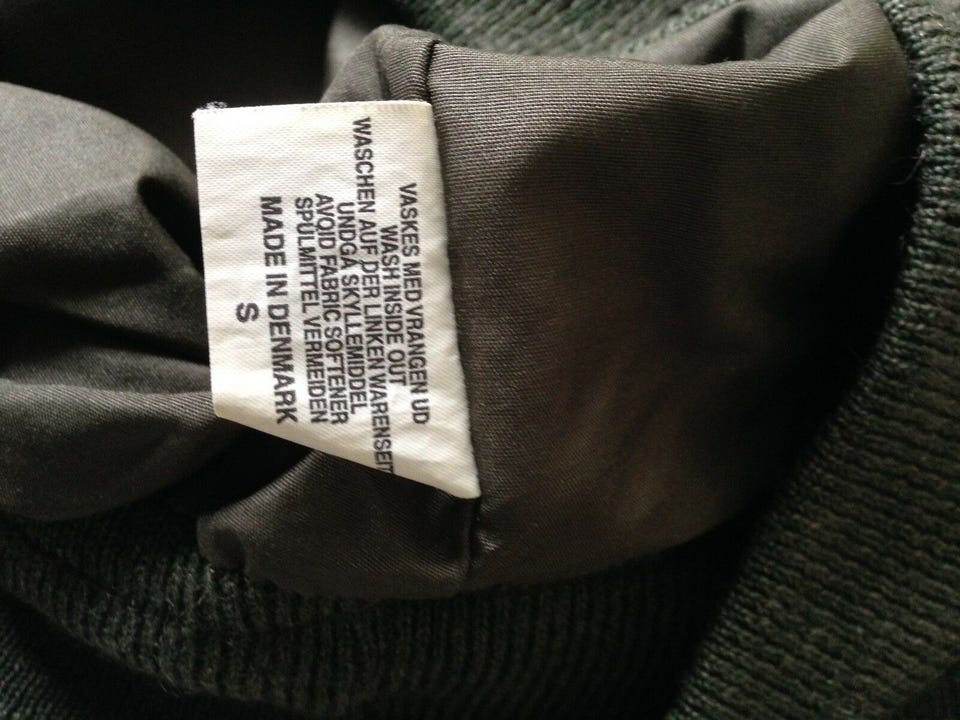 VASKES MED VRANGEN UD
WASH INSIDE OUT
WASCHEN AUF DER LINKEN WARENSEIT
UNDGÅ SKYLLEMIDDEL
AVOID FABRIC SOFTENER
SPÜLMITTEL VERMEIDEN
MADE IN DENMARK
S